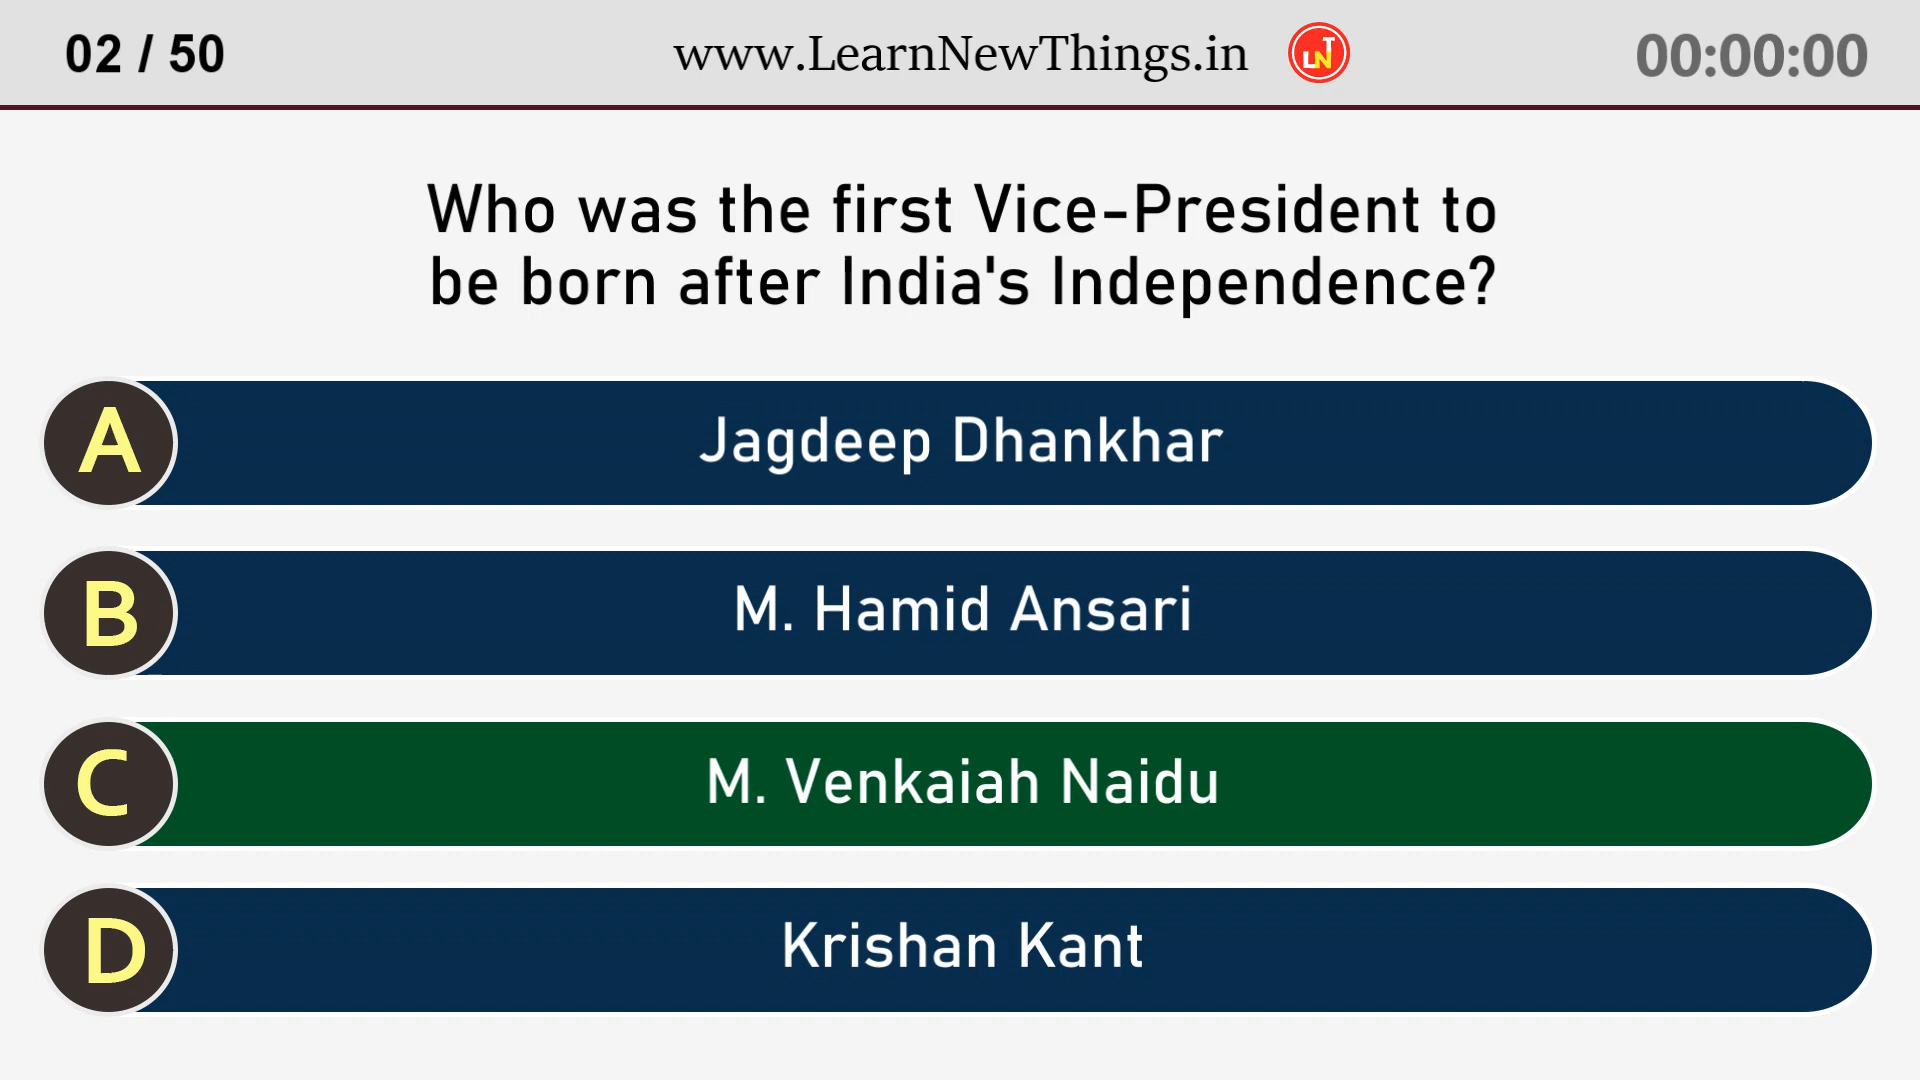 02 / 50
www.LearnNewThings.in
LNT
00:00:00
Who was the first Vice-President to
be born after India's Independence?
A
Jagdeep Dhankhar
B
M. Hamid Ansari
C
M. Venkaiah Naidu
D
Krishan Kant